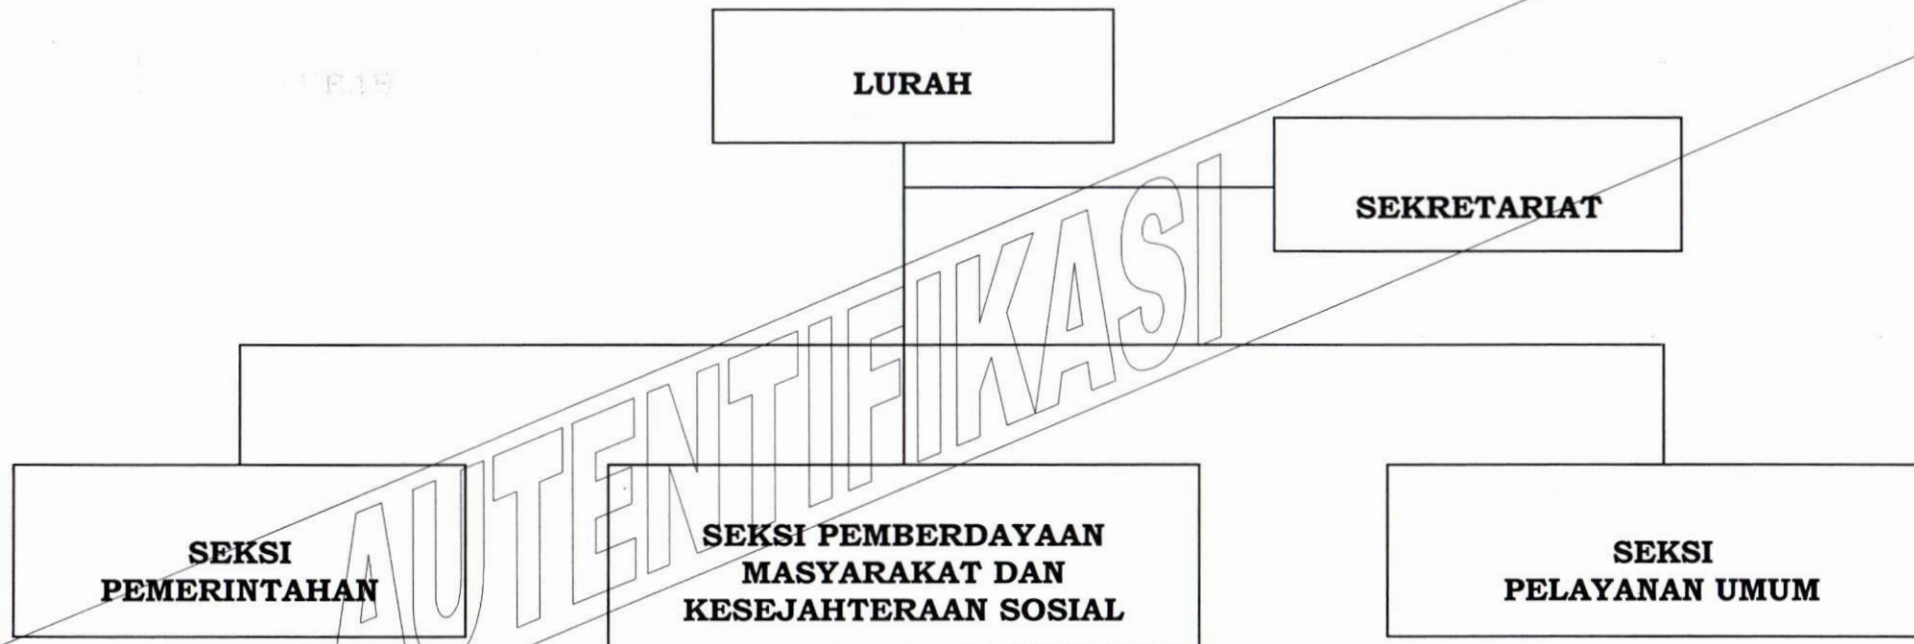 LURAH
SEKRETARIAT
SEKSI
PEMERINTAHAN
SEKSI PEMBERDAYAAN
MASYARAKAT DAN
KESEJAHTERAAN SOSIAL
SEKSI
PELAYANAN UMUM
AUTENTIFIKASI